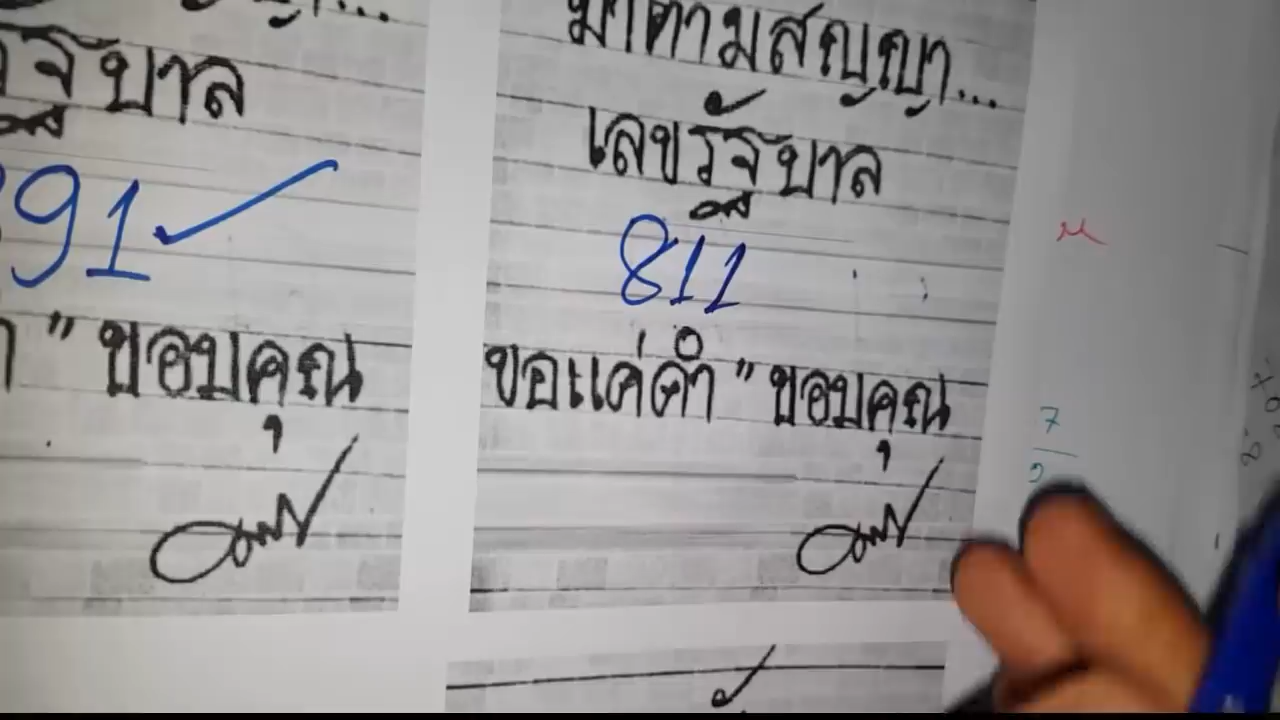 รัฐบาล
91
" ขอบคุณ
มาตามสัญญา...
เลขรัฐบาล
811
ขอแค่คำ " ขอบคุณ
7